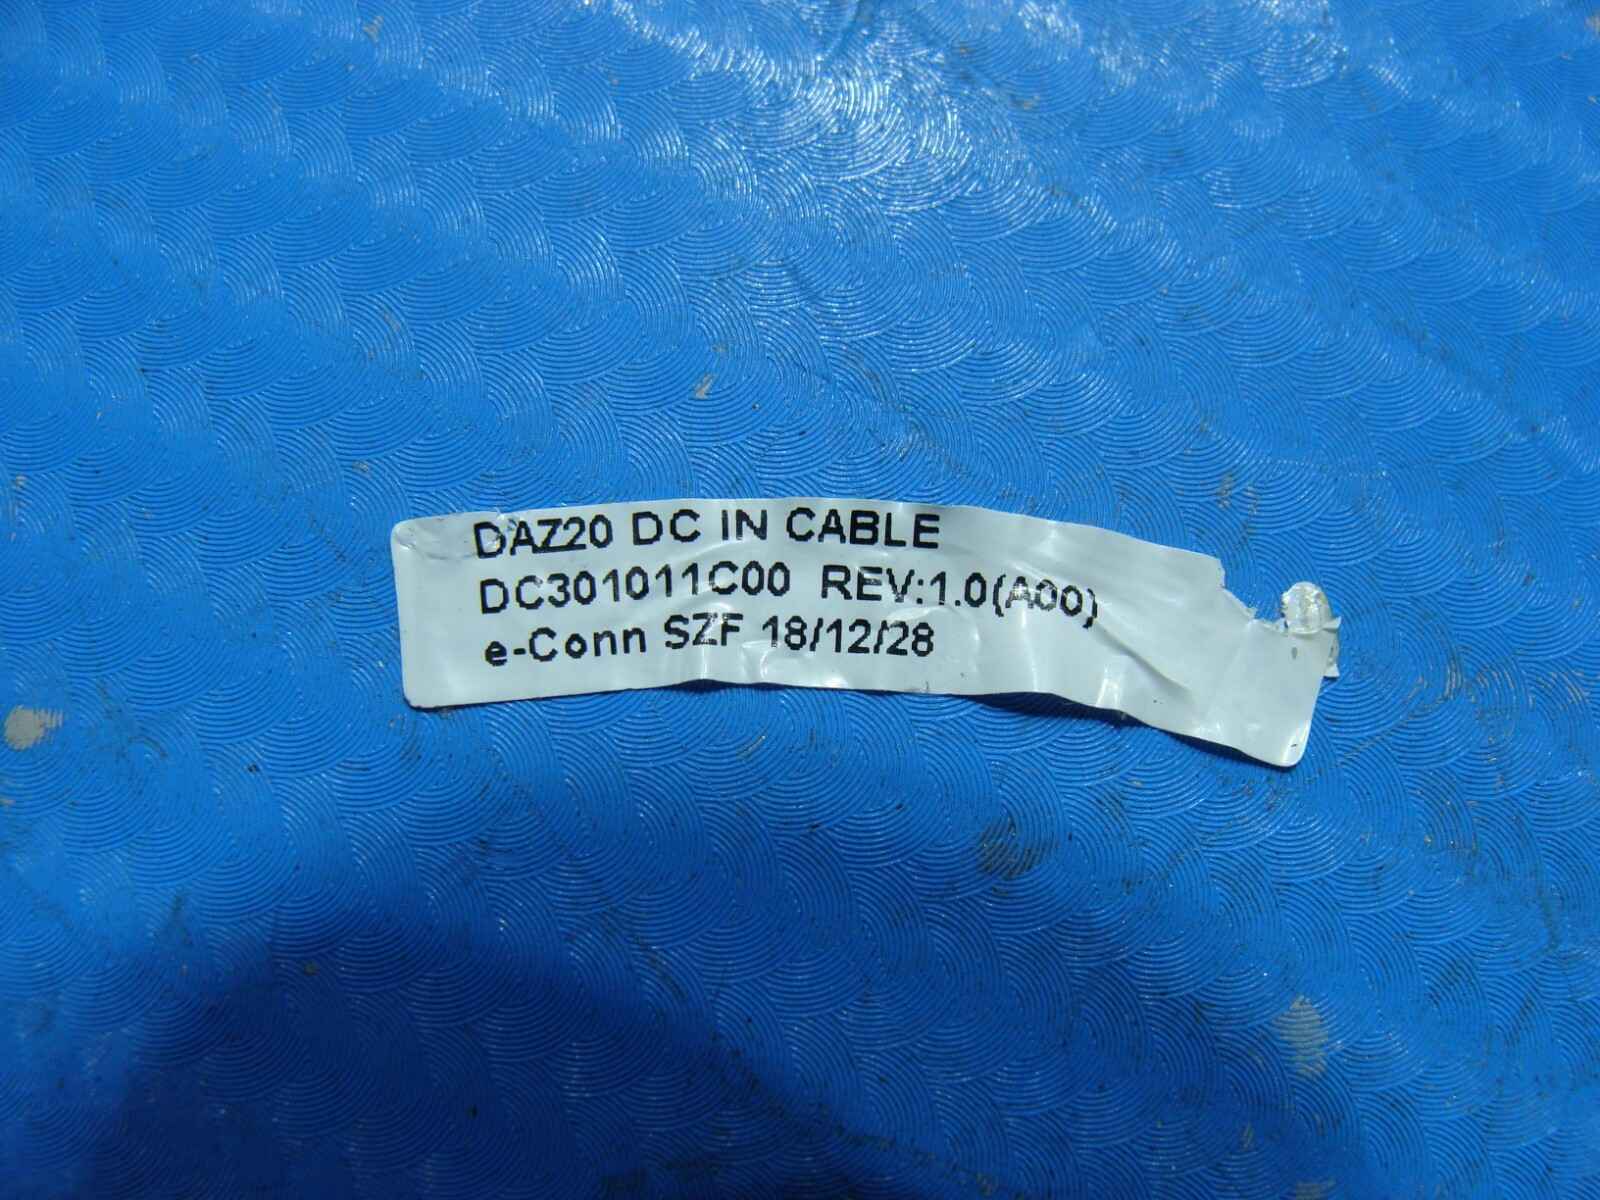 DAZ20 DC IN CABLE
DC301011C00 REV:1.0(A00)
e-Conn SZF 18/12/28